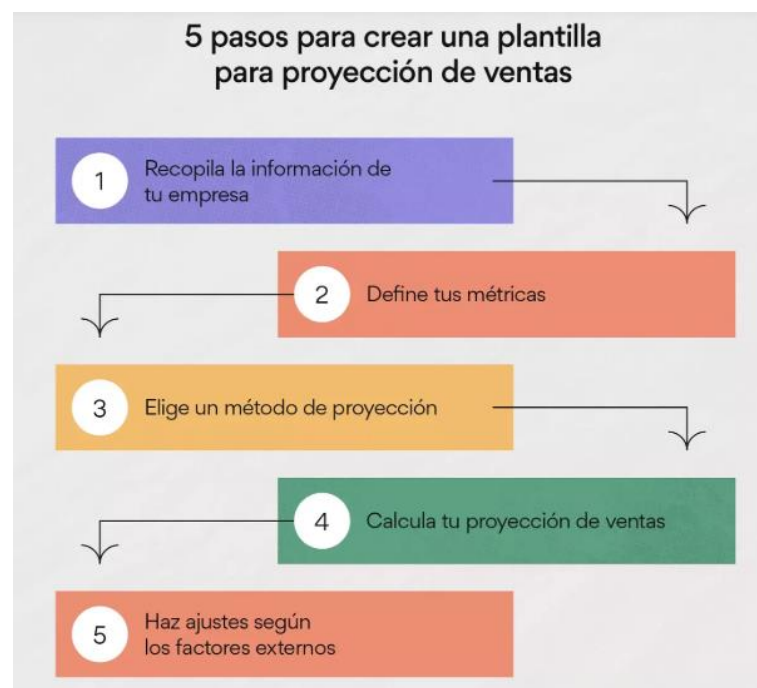 5 pasos para crear una plantilla
para proyección de ventas
1
Recopila la información de
tu empresa
2
Define tus métricas
3
Elige un método de proyección
4
Calcula tu proyección de ventas
5
Haz ajustes según
los factores externos